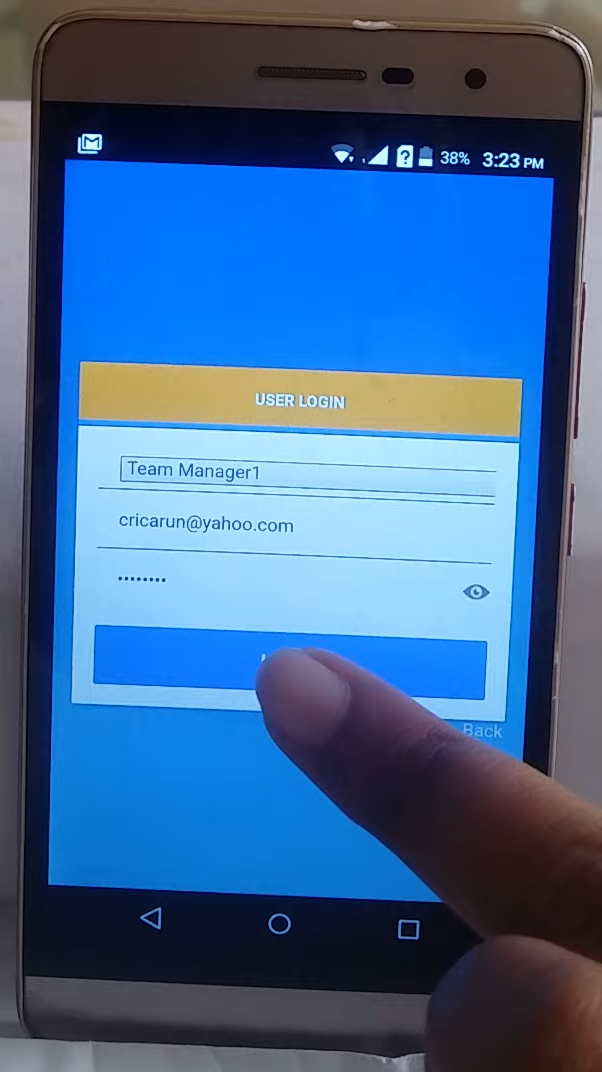 38% 3:23 PM
USER LOGIN
Team Manager1
cricarun@yahoo.com
Back